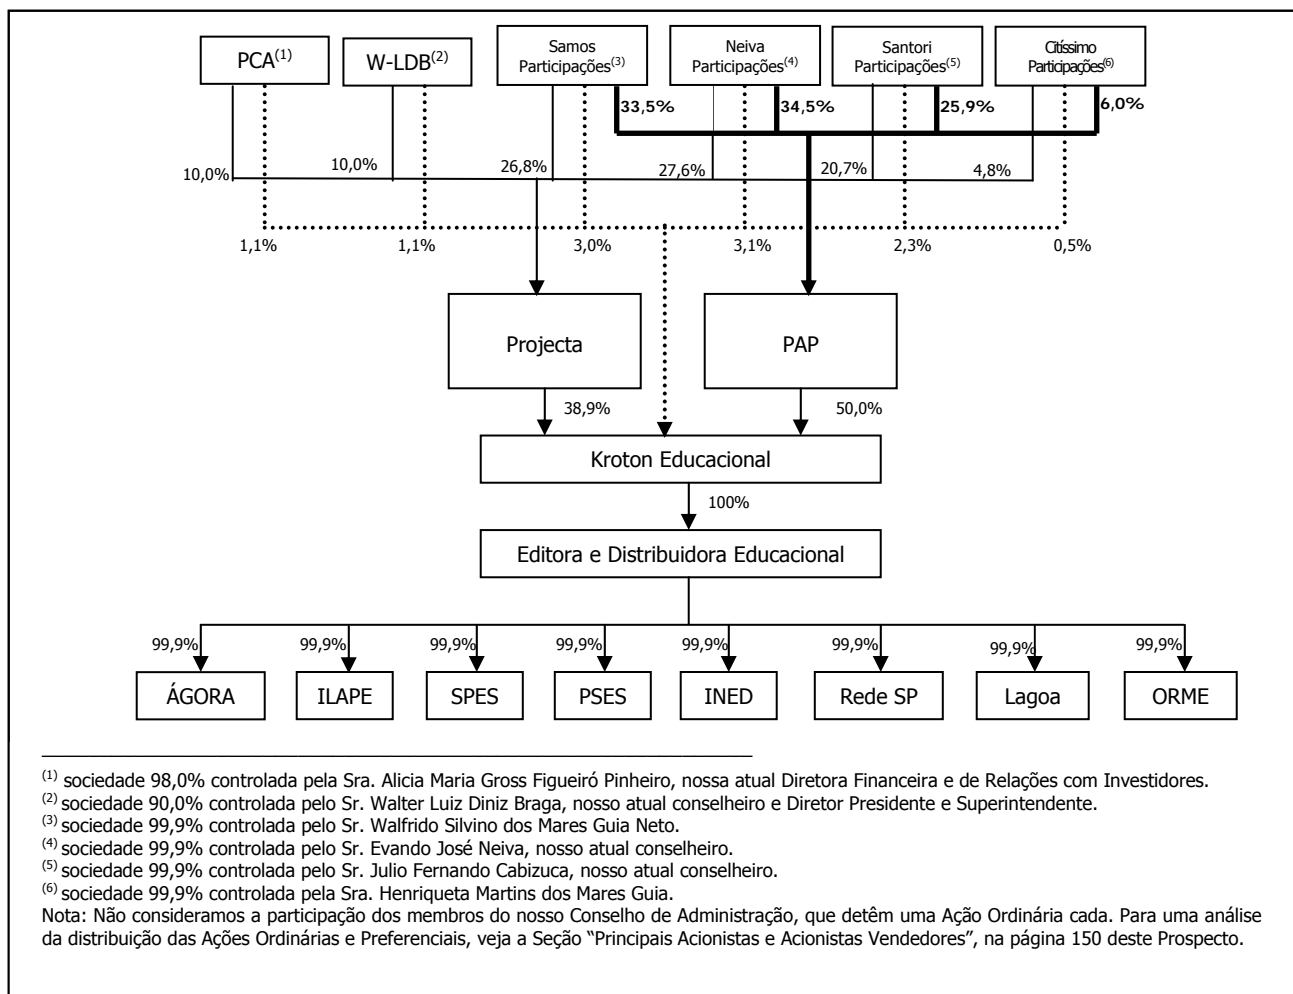 PCA(1)
W-LDB(2)
Samos
Participações(3)
Neiva
Participações(4)
Santori
Participações(5)
Citíssimo
Participações(6)
33,5%
34,5%
25,9%
6,0%
10,0%
10,0%
26,8%
27,6%
20,7%
4,8%
1,1%
1,1%
3,0%
3,1%
2,3%
0,5%
Projecta
PAP
38,9%
50,0%
Kroton Educacional
100%
Editora e Distribuidora Educacional
99,9%
99,9%
99,9%
99,9%
99,9%
99,9%
99,9%
99,9%
ÁGORA
ILAPE
SPES
PSES
INED
Rede SP
Lagoa
ORME
(1) sociedade 98,0% controlada pela Sra. Alicia Maria Gross Figueiró Pinheiro, nossa atual Diretora Financeira e de Relações com Investidores.
(2) sociedade 90,0% controlada pelo Sr. Walter Luiz Diniz Braga, nosso atual conselheiro e Diretor Presidente e Superintendente.
(3) sociedade 99,9% controlada pelo Sr. Walfrido Silvino dos Mares Guia Neto.
(4) sociedade 99,9% controlada pelo Sr. Evando José Neiva, nosso atual conselheiro.
(5) sociedade 99,9% controlada pelo Sr. Julio Fernando Cabizuca, nosso atual conselheiro.
(6) sociedade 99,9% controlada pela Sra. Henriqueta Martins dos Mares Guia.
Nota: Não consideramos a participação dos membros do nosso Conselho de Administração, que detêm uma Ação Ordinária cada. Para uma análise
da distribuição das Ações Ordinárias e Preferenciais, veja a Seção “Principais Acionistas e Acionistas Vendedores”, na página 150 deste Prospecto.